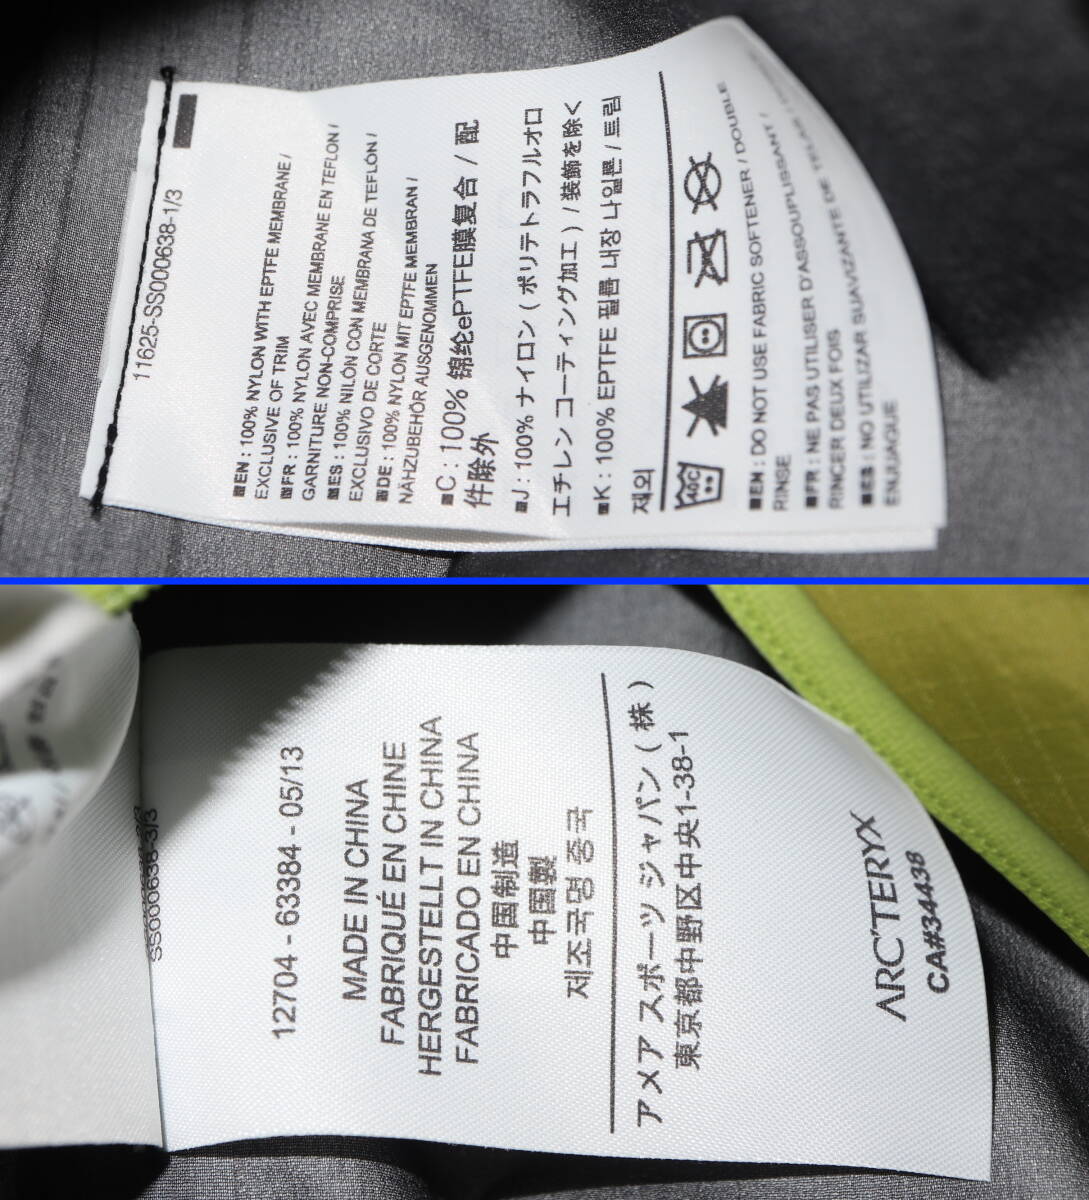 11625-SS000638-1/3
EN : 100% NYLON WITH EPTFE MEMBRANE /
EXCLUSIVE OF TRIM
FR : 100% NYLON AVEC MEMBRANE EN TEFLON /
GARNITURE NON-COMPRISE
ES : 100% NILÓN CON MEMBRANA DE TEFLÓN /
EXCLUSIVO DE CORTE
DE : 100% NYLON MIT EPTFE MEMBRAN /
NÄHZUBEHÖR AUSGENOMMEN
C : 100% 锦纶ePTFE膜复合 / 配
件除外
J : 100% ナイロン ( ポリテトラフルオロ
エチレン コーティング加工 ) / 装飾を除く
K : 100% EPTFE 필름 내장 나일론 / 트림
제외
40C
EN : DO NOT USE FABRIC SOFTENER / DOUBLE
RINSE
FR : NE PAS UTILISER D'ASSOUPLISSANT /
RINCER DEUX FOIS
ES : NO UTILIZAR SUAVIZANTE DE
ENJUAGUE
SS000638-3/3
12704 - 63384 - 05/13
MADE IN CHINA
FABRIQUÉ EN CHINE
HERGESTELLT IN CHINA
FABRICADO EN CHINA
中国制造
中国製
제조국명 중국
アメア スポーツ ジャパン ( 株 )
東京都中野区中央1-38-1
ARC'TERYX
CA#34438